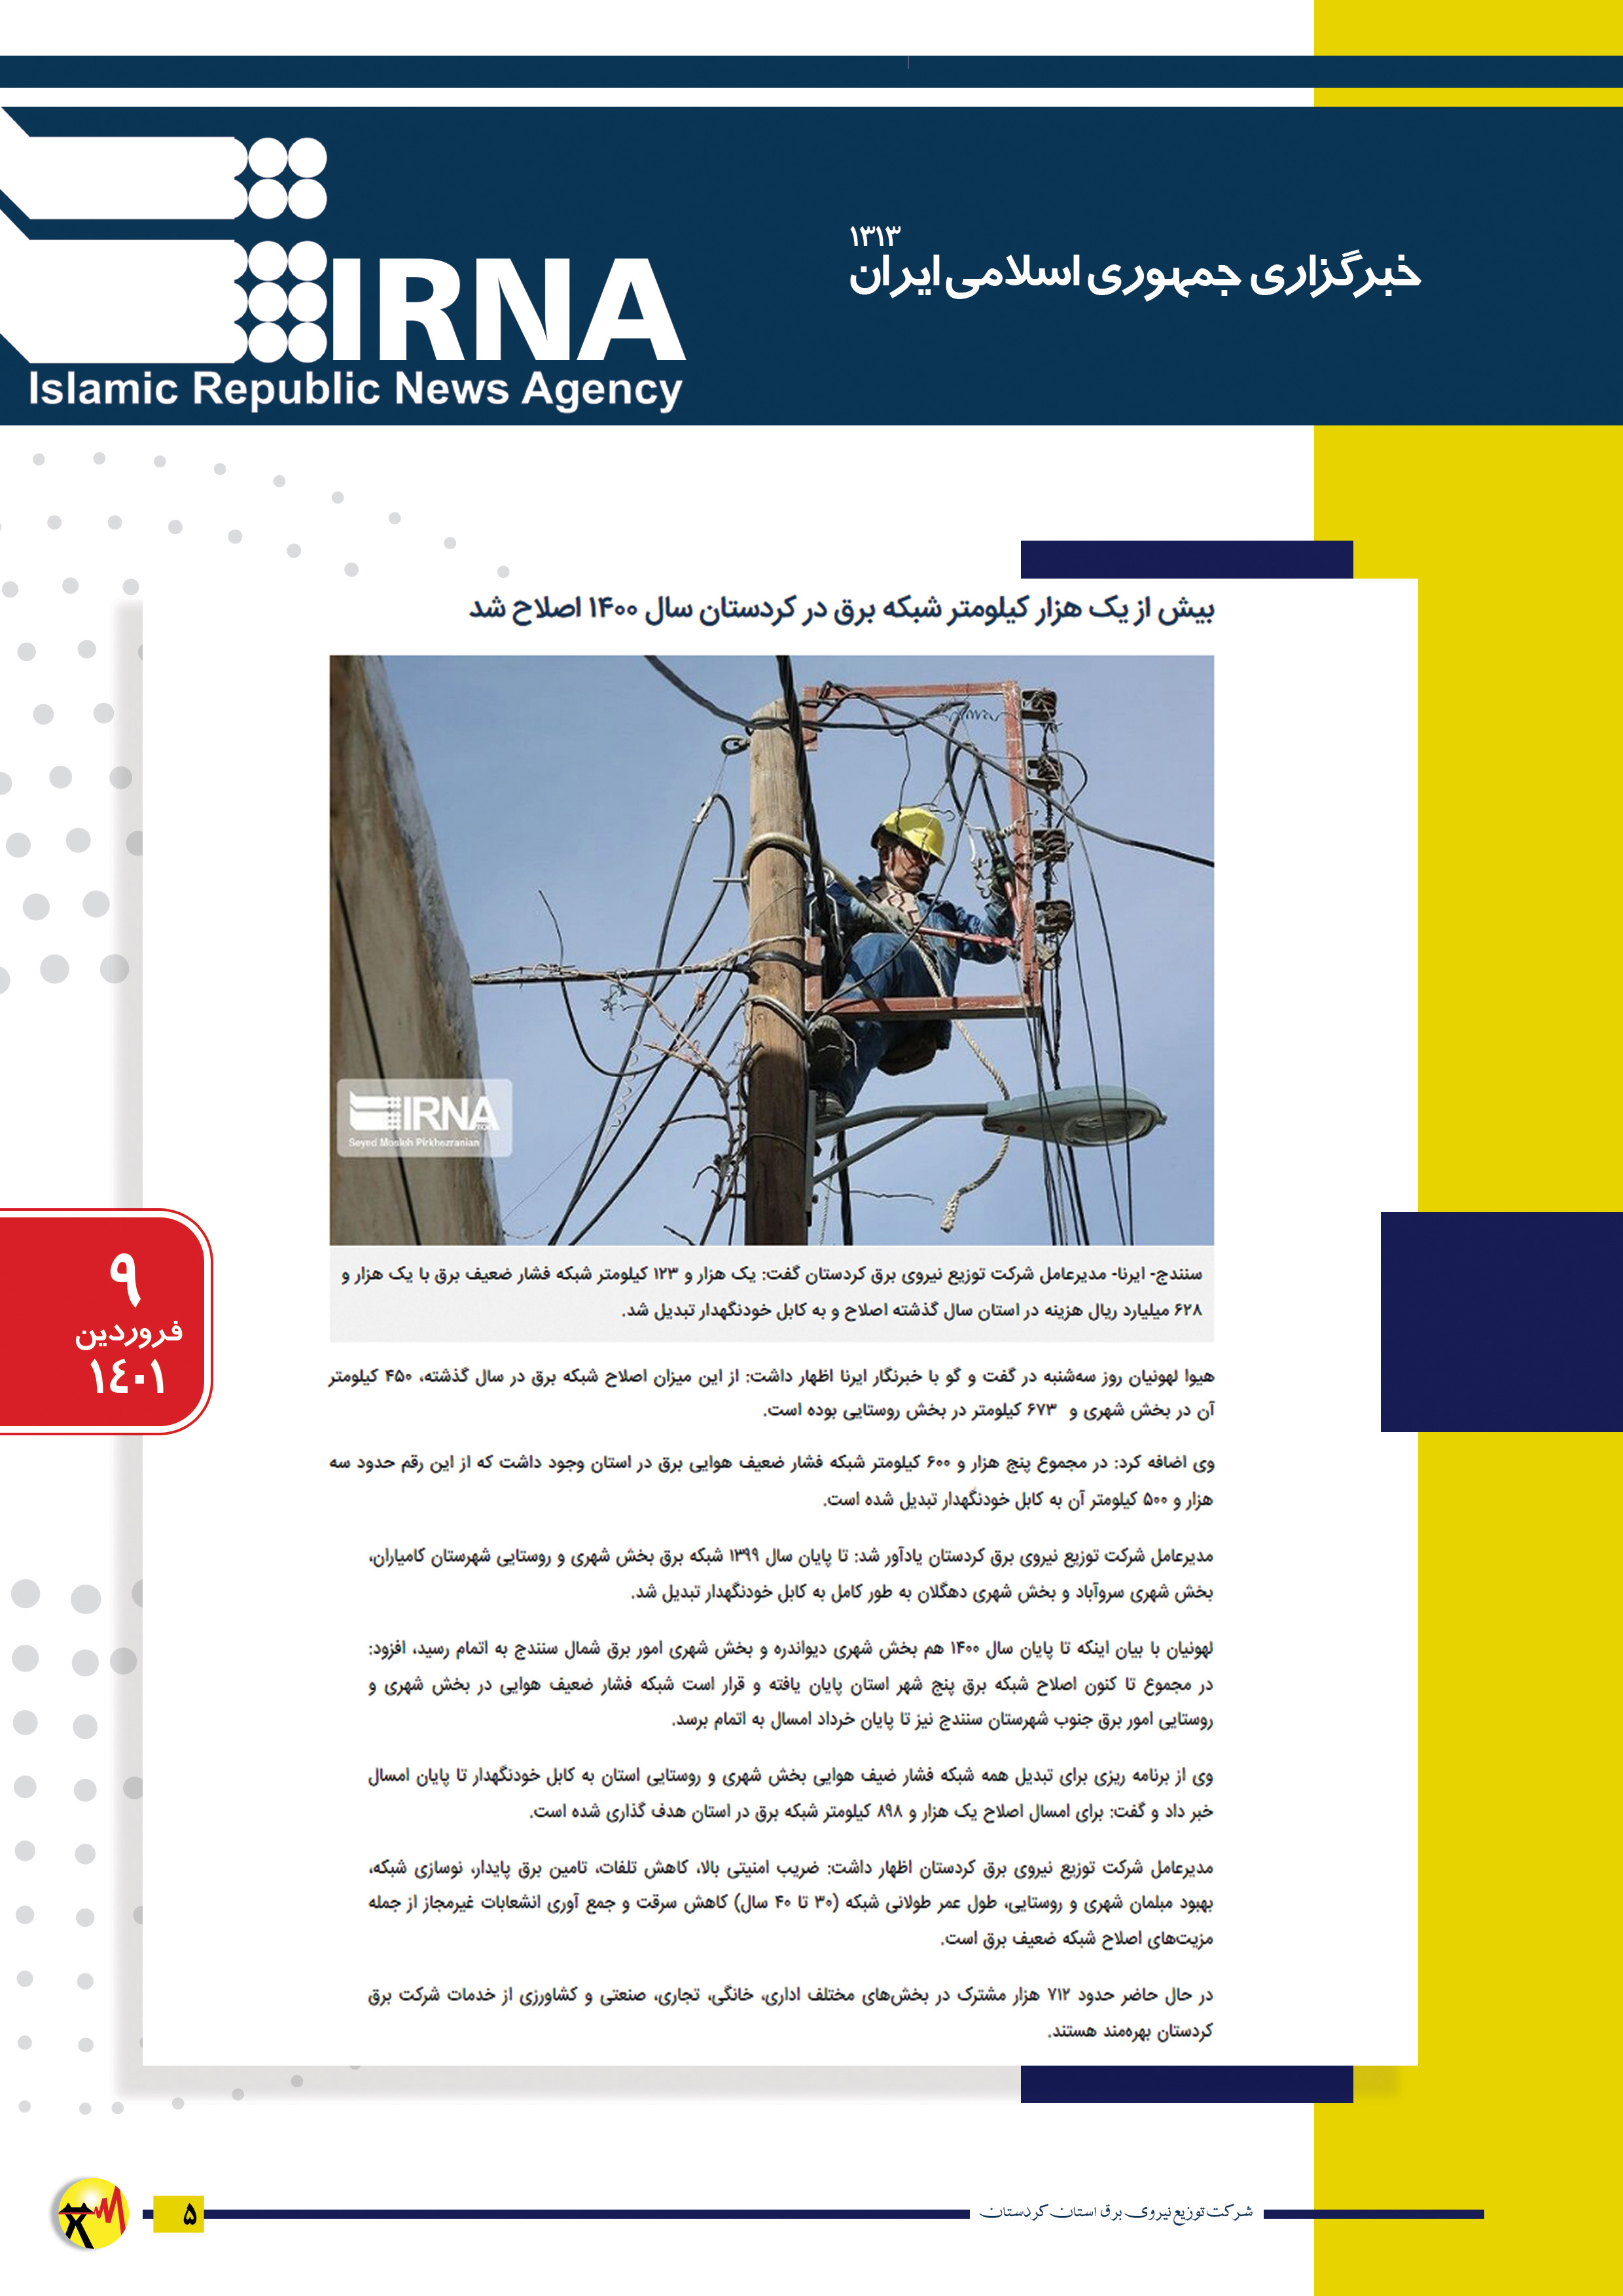 ۱۳۱۳
خبرگزاری جمهوری اسلامی ایران
IRNA
Islamic Republic News Agency
بیش از یک هزار کیلومتر شبکه برق در کردستان سال ۱۴۰۰ اصلاح شد
IRNA
Seyed Mosleh Pirkhezranian
سنندج- ایرنا- مدیرعامل شرکت توزیع نیروی برق کردستان گفت: یک هزار و ۱۲۳ کیلومتر شبکه فشار ضعیف برق با یک هزار و
۶۲۸ میلیارد ریال هزینه در استان سال گذشته اصلاح و به کابل خودنگهدار تبدیل شد.
هیوا لهونیان روز سه‌شنبه در گفت و گو با خبرنگار ایرنا اظهار داشت: از این میزان اصلاح شبکه برق در سال گذشته، ۴۵۰ کیلومتر
آن در بخش شهری و ۶۷۳ کیلومتر در بخش روستایی بوده است.
وی اضافه کرد: در مجموع پنج هزار و ۶۰۰ کیلومتر شبکه فشار ضعیف هوایی برق در استان وجود داشت که از این رقم حدود سه
هزار و ۵۰۰ کیلومتر آن به کابل خودنگهدار تبدیل شده است.
مدیرعامل شرکت توزیع نیروی برق کردستان یادآور شد: تا پایان سال ۱۳۹۹ شبکه برق بخش شهری و روستایی شهرستان کامیاران،
بخش شهری سروآباد و بخش شهری دهگلان به طور کامل به کابل خودنگهدار تبدیل شد.
لهونیان با بیان اینکه تا پایان سال ۱۴۰۰ هم بخش شهری دیواندره و بخش شهری امور برق شمال سنندج به اتمام رسید، افزود:
در مجموع تا کنون اصلاح شبکه برق پنج شهر استان پایان یافته و قرار است شبکه فشار ضعیف هوایی در بخش شهری و
روستایی امور برق جنوب شهرستان سنندج نیز تا پایان خرداد امسال به اتمام برسد.
وی از برنامه ریزی برای تبدیل همه شبکه فشار ضیف هوایی بخش شهری و روستایی استان به کابل خودنگهدار تا پایان امسال
خبر داد و گفت: برای امسال اصلاح یک هزار و ۸۹۸ کیلومتر شبکه برق در استان هدف گذاری شده است.
مدیرعامل شرکت توزیع نیروی برق کردستان اظهار داشت: ضریب امنیتی بالا، کاهش تلفات، تامین برق پایدار، نوسازی شبکه،
بهبود مبلمان شهری و روستایی، طول عمر طولانی شبکه (۳۰ تا ۴۰ سال) کاهش سرقت و جمع آوری انشعابات غیرمجاز از جمله
مزیت‌های اصلاح شبکه ضعیف برق است.
در حال حاضر حدود ۷۱۲ هزار مشترک در بخش‌های مختلف اداری، خانگی، تجاری، صنعتی و کشاورزی از خدمات شرکت برق
کردستان بهره‌مند هستند.
۹
فروردین
۱٤۰۱
شرکت توزیع نیروی برق استان کردستان
۵